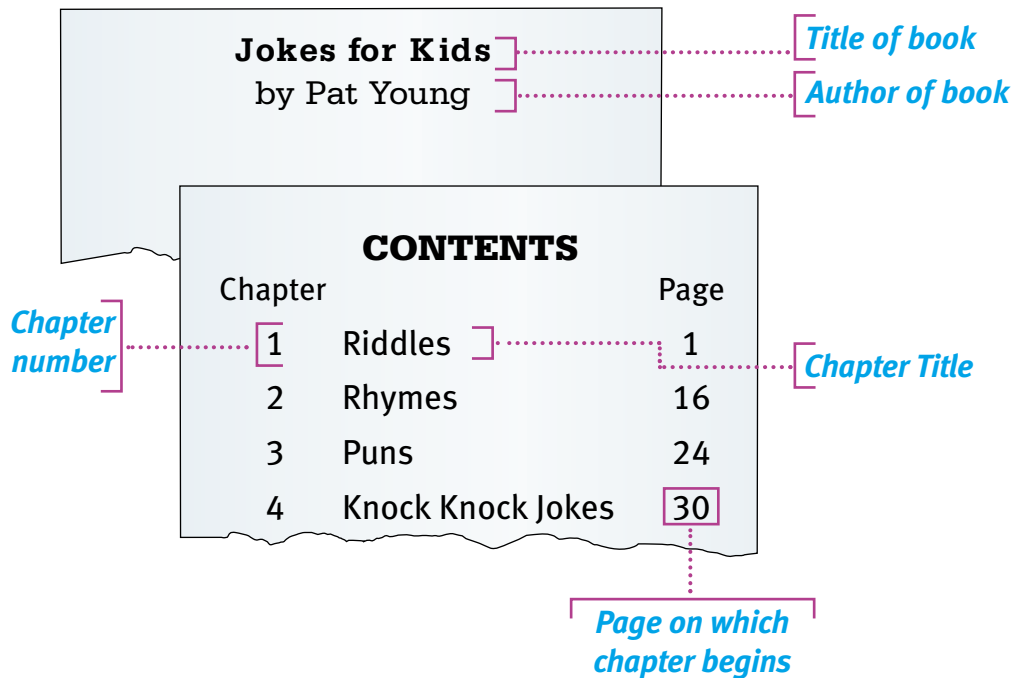 Jokes for Kids
by Pat Young
Title of book
Author of book
CONTENTS
Chapter Page
1 Riddles 1
2 Rhymes 16
3 Puns 24
4 Knock Knock Jokes 30
Chapter
number
Chapter Title
Page on which
chapter begins